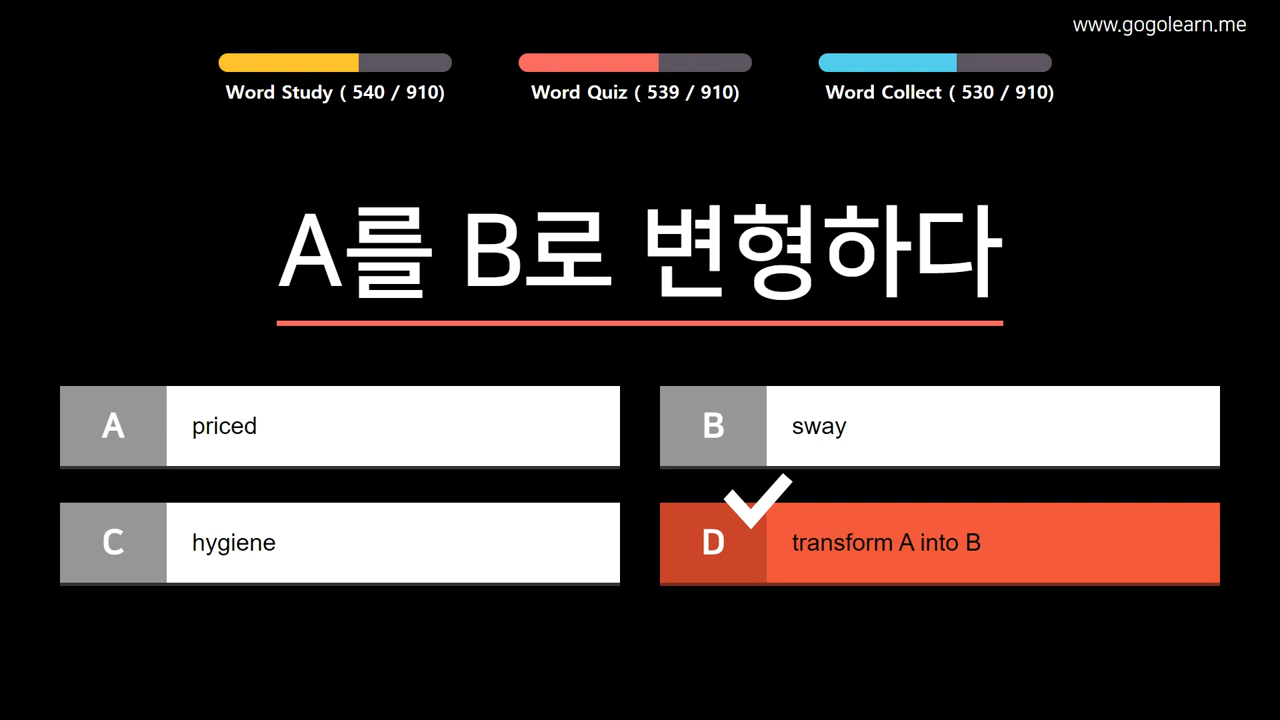 www.gogolearn.me
Word Study ( 540 / 910)
Word Quiz ( 539 / 910)
Word Collect ( 530 / 910)
A를 B로 변형하다
A priced
B sway
C hygiene
D transform A into B